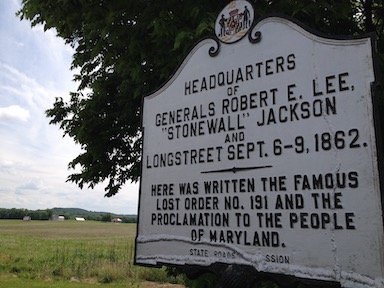 HEADQUARTERS
OF
GENERALS ROBERT E. LEE,
"STONEWALL" JACKSON
AND
LONGSTREET SEPT. 6-9, 1862.
HERE WAS WRITTEN THE FAMOUS
LOST ORDER NO. 191 AND THE
PROCLAMATION TO THE PEOPLE
OF MARYLAND.
STATE ROADS SSION